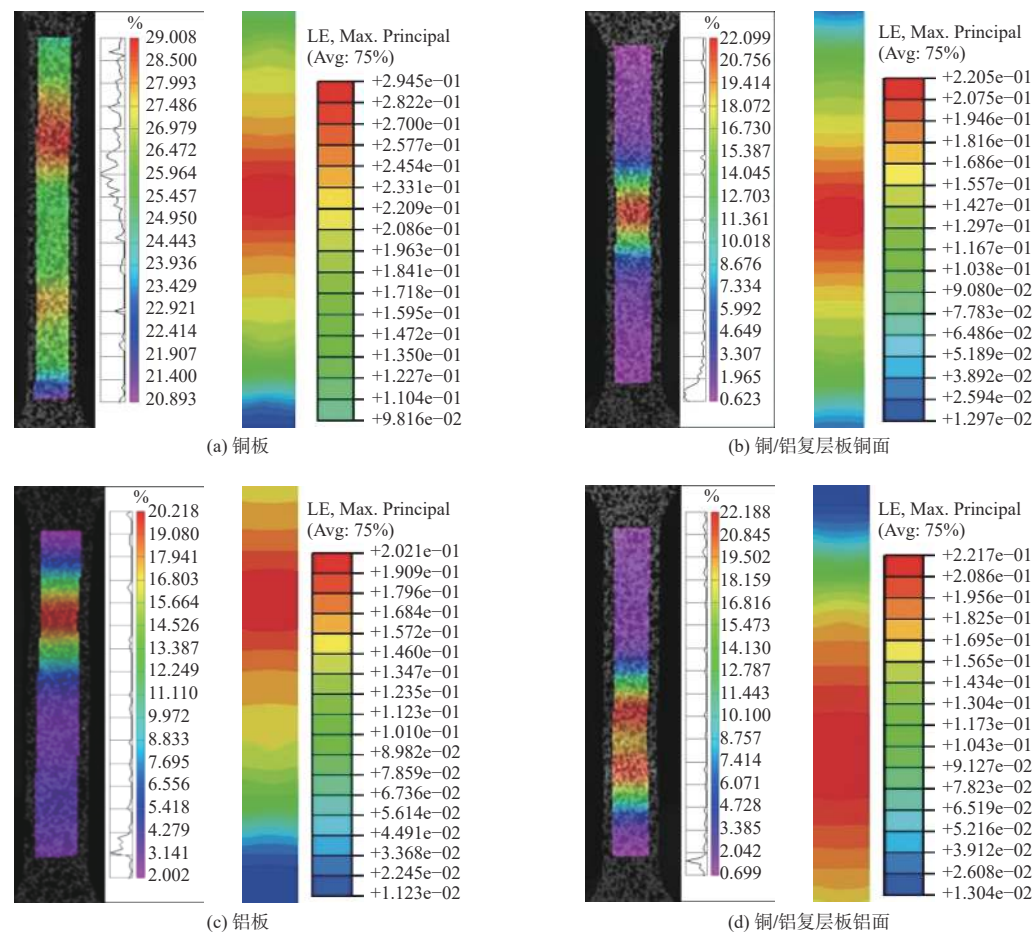 %
29.008
28.500
27.993
27.486
26.979
26.472
25.964
25.457
24.950
24.443
23.936
23.429
22.921
22.414
21.907
21.400
20.893
LE, Max. Principal
(Avg: 75%)
+2.945e−01
+2.822e−01
+2.700e−01
+2.577e−01
+2.454e−01
+2.331e−01
+2.209e−01
+2.086e−01
+1.963e−01
+1.841e−01
+1.718e−01
+1.595e−01
+1.472e−01
+1.350e−01
+1.227e−01
+1.104e−01
+9.816e−02
(a) 铜板
%
22.099
20.756
19.414
18.072
16.730
15.387
14.045
12.703
11.361
10.018
8.676
7.334
5.992
4.649
3.307
1.965
0.623
LE, Max. Principal
(Avg: 75%)
+2.205e−01
+2.075e−01
+1.946e−01
+1.816e−01
+1.686e−01
+1.557e−01
+1.427e−01
+1.297e−01
+1.167e−01
+1.038e−01
+9.080e−02
+7.783e−02
+6.486e−02
+5.189e−02
+3.892e−02
+2.594e−02
+1.297e−02
(b) 铜/铝复层板铜面
%
20.218
19.080
17.941
16.803
15.664
14.526
13.387
12.249
11.110
9.972
8.833
7.695
6.556
5.418
4.279
3.141
2.002
LE, Max. Principal
(Avg: 75%)
+2.021e−01
+1.909e−01
+1.796e−01
+1.684e−01
+1.572e−01
+1.460e−01
+1.347e−01
+1.235e−01
+1.123e−01
+1.010e−01
+8.982e−02
+7.859e−02
+6.736e−02
+5.614e−02
+4.491e−02
+3.368e−02
+2.245e−02
+1.123e−02
(c) 铝板
%
22.188
20.845
19.502
18.159
16.816
15.473
14.130
12.787
11.443
10.100
8.757
7.414
6.071
4.728
3.385
2.042
0.699
LE, Max. Principal
(Avg: 75%)
+2.217e−01
+2.086e−01
+1.956e−01
+1.825e−01
+1.695e−01
+1.565e−01
+1.434e−01
+1.304e−01
+1.173e−01
+1.043e−01
+9.127e−02
+7.823e−02
+6.519e−02
+5.216e−02
+3.912e−02
+2.608e−02
+1.304e−02
(d) 铜/铝复层板铝面